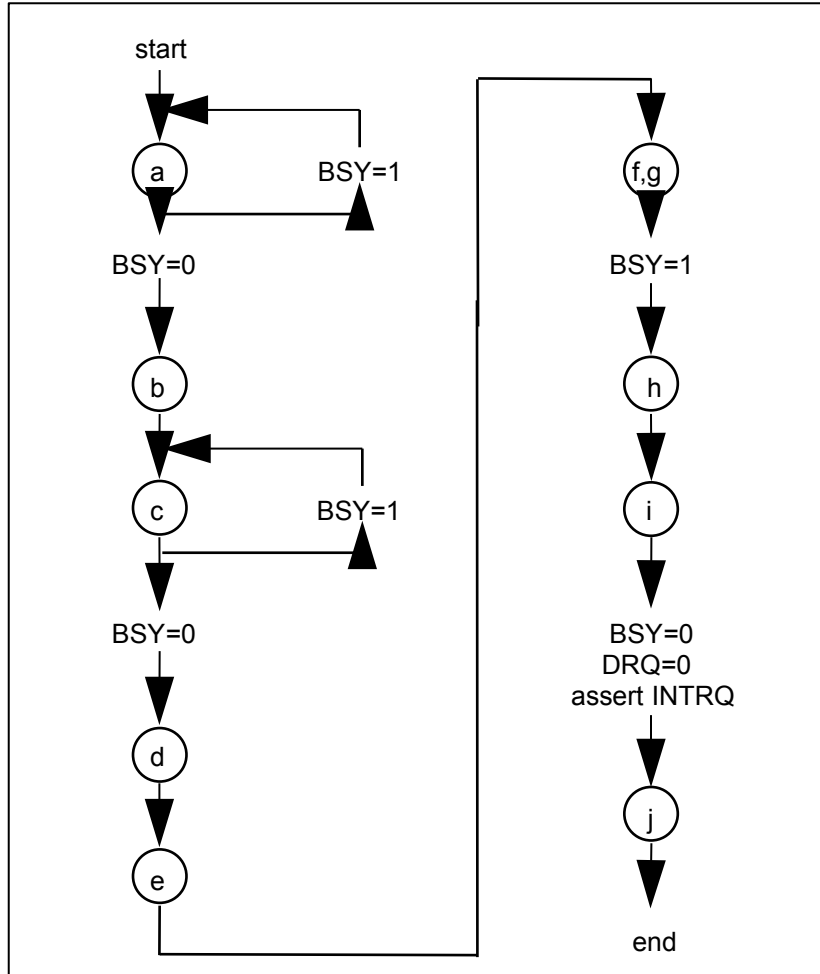 start
a
BSY=1
BSY=0
b
c
BSY=1
BSY=0
d
e
f,g
BSY=1
h
i
BSY=0
DRQ=0
assert INTRQ
j
end